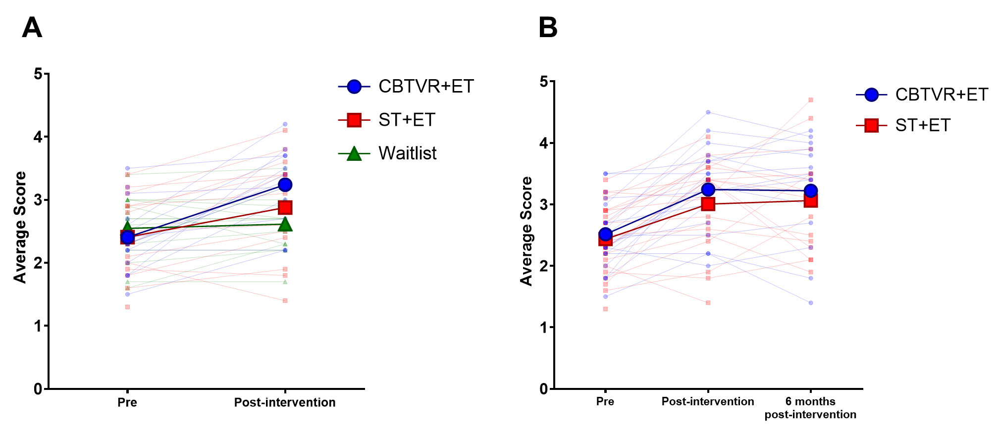 A
Average Score
5
4
3
2
1
0
Pre
Post-intervention
CBTVR+ET
ST+ET
Waitlist
B
Average Score
5
4
3
2
1
0
Pre
Post-intervention
6 months
post-intervention
CBTVR+ET
ST+ET